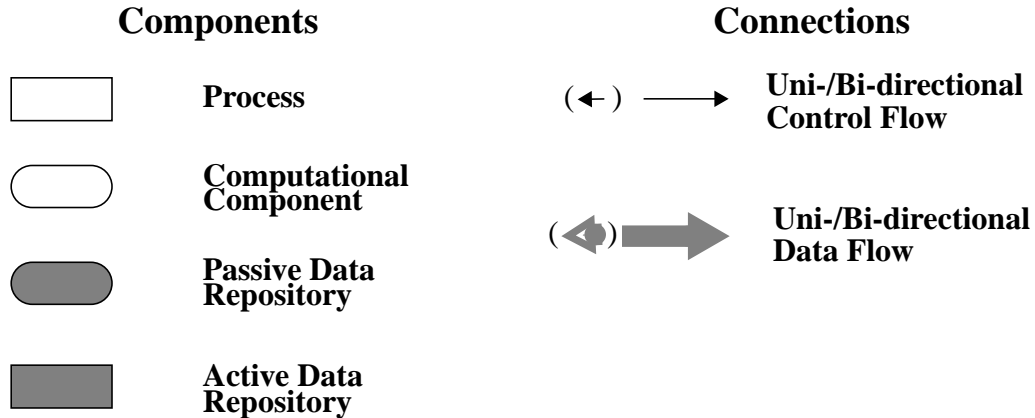 Components
Process
Computational
Component
Passive Data
Repository
Active Data
Repository
Connections
( )
Uni-/Bi-directional
Control Flow
( )
Uni-/Bi-directional
Data Flow